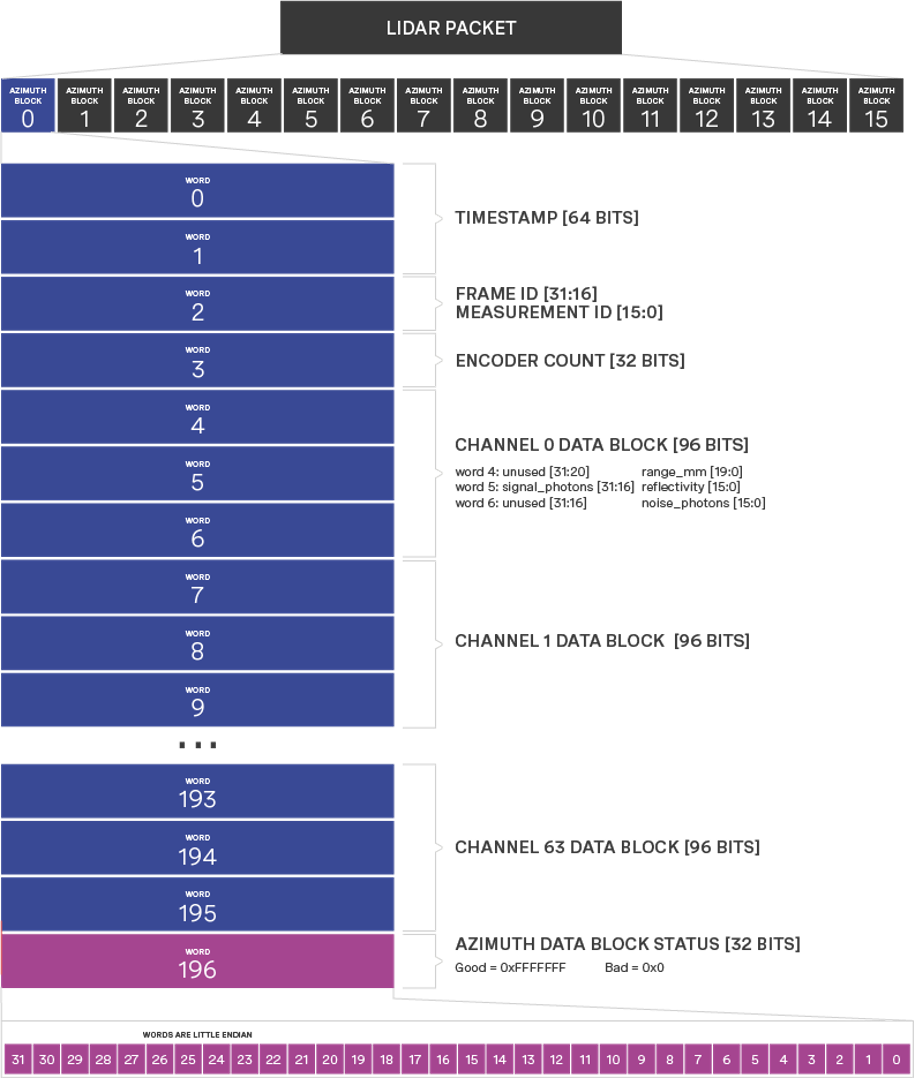 LIDAR PACKET
AZIMUTH BLOCK 0
AZIMUTH BLOCK 1
AZIMUTH BLOCK 2
AZIMUTH BLOCK 3
AZIMUTH BLOCK 4
AZIMUTH BLOCK 5
AZIMUTH BLOCK 6
AZIMUTH BLOCK 7
AZIMUTH BLOCK 8
AZIMUTH BLOCK 9
AZIMUTH BLOCK 10
AZIMUTH BLOCK 11
AZIMUTH BLOCK 12
AZIMUTH BLOCK 13
AZIMUTH BLOCK 14
AZIMUTH BLOCK 15
WORD
0
WORD
1
TIMESTAMP [64 BITS]
WORD
2
FRAME ID [31:16]
MEASUREMENT ID [15:0]
WORD
3
ENCODER COUNT [32 BITS]
WORD
4
WORD
5
WORD
6
CHANNEL 0 DATA BLOCK [96 BITS]
word 4: unused [31:20] range_mm [19:0]
word 5: signal_photons [31:16] reflectivity [15:0]
word 6: unused [31:16] noise_photons [15:0]
WORD
7
WORD
8
WORD
9
CHANNEL 1 DATA BLOCK [96 BITS]
...
WORD
193
WORD
194
WORD
195
CHANNEL 63 DATA BLOCK [96 BITS]
WORD
196
AZIMUTH DATA BLOCK STATUS [32 BITS]
Good = 0xFFFFFFF Bad = 0x0
WORDS ARE LITTLE ENDIAN
31 30 29 28 27 26 25 24 23 22 21 20 19 18 17 16 15 14 13 12 11 10 9 8 7 6 5 4 3 2 1 0